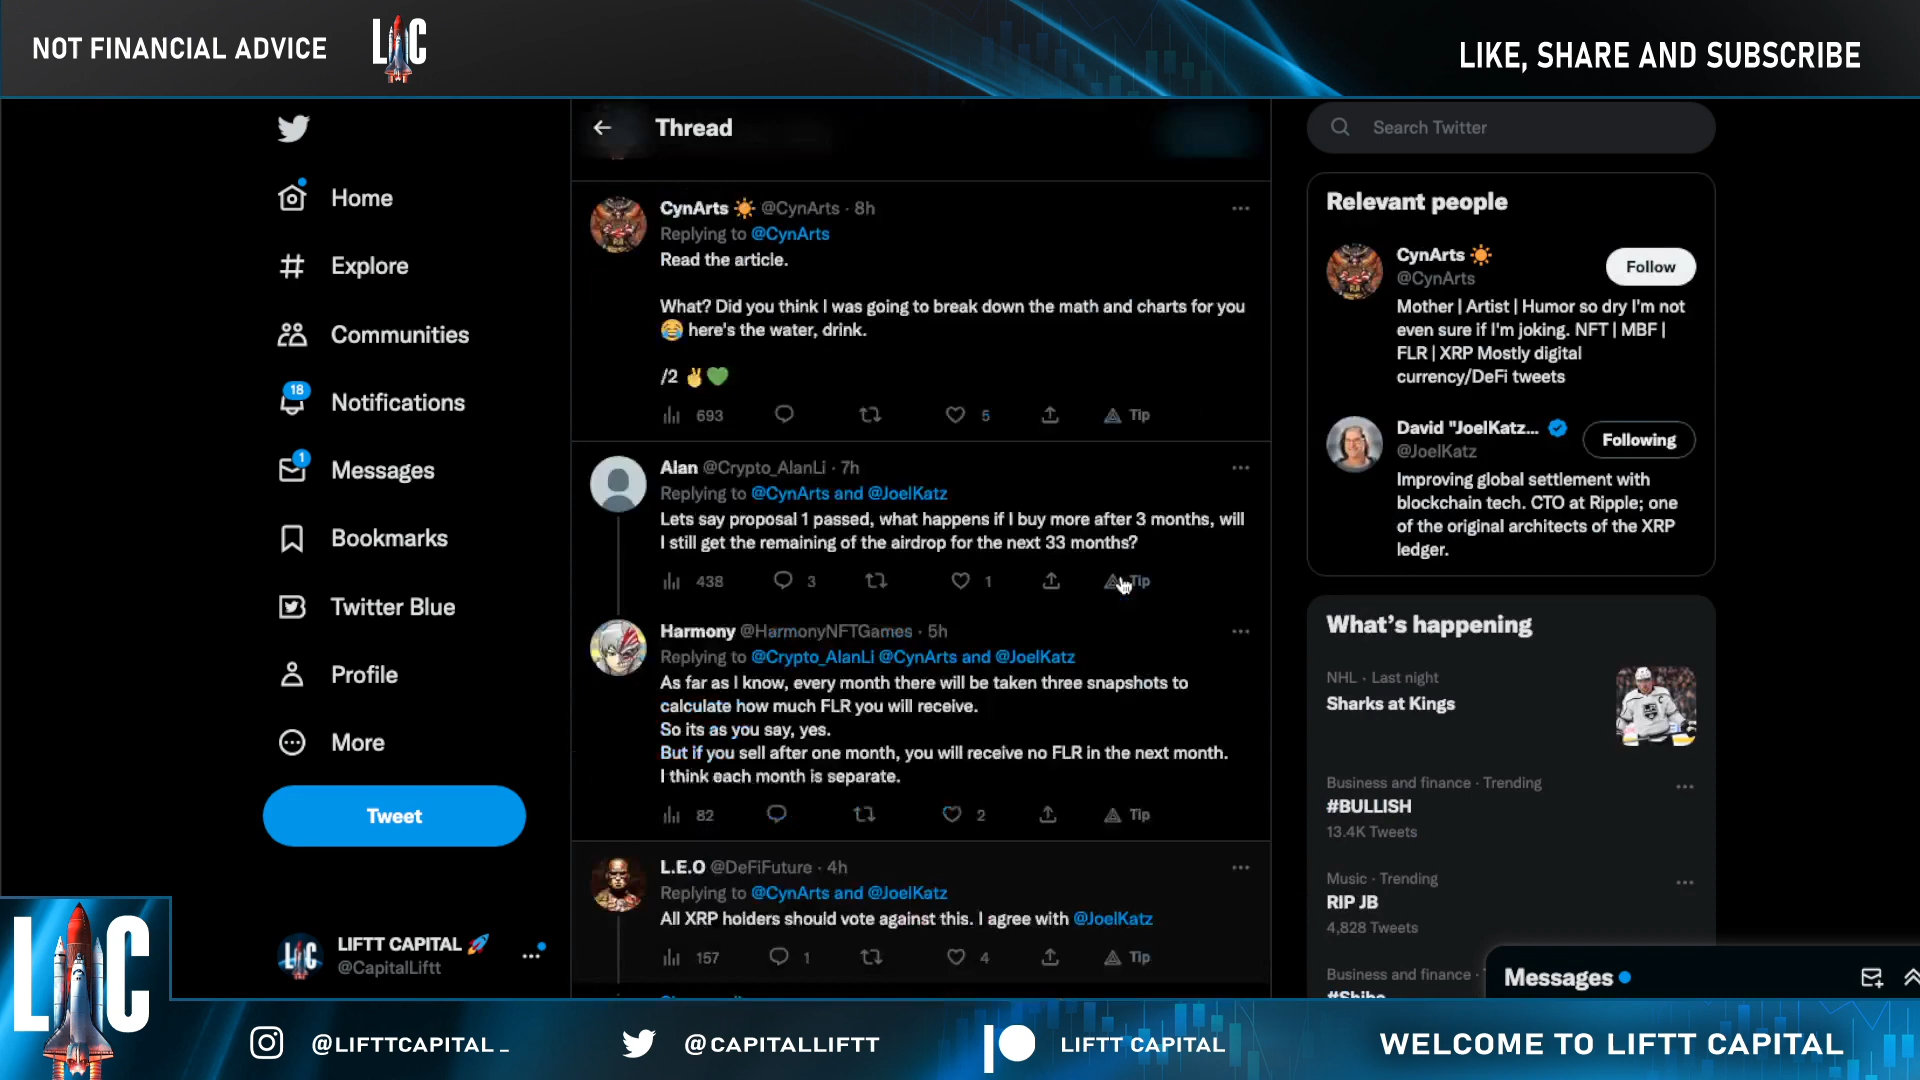 NOT FINANCIAL ADVICE
LC
LIKE, SHARE AND SUBSCRIBE
Home
Explore
Communities
18
Notifications
1
Messages
Bookmarks
Twitter Blue
Profile
More
Tweet
LIFTT CAPITAL 🚀
@CapitalLiftt
Thread
CynArts ☀️ @CynArts · 8h
Replying to @CynArts
Read the article.
What? Did you think I was going to break down the math and charts for you
😂 here's the water, drink.
/2 ✌️💚
693 5 Tip
Alan @Crypto_AlanLi · 7h
Replying to @CynArts and @JoelKatz
Lets say proposal 1 passed, what happens if I buy more after 3 months, will
I still get the remaining of the airdrop for the next 33 months?
438 3 1 Tip
Harmony @HarmonyNFTGames · 5h
Replying to @Crypto_AlanLi @CynArts and @JoelKatz
As far as I know, every month there will be taken three snapshots to
calculate how much FLR you will receive.
So its as you say, yes.
But if you sell after one month, you will receive no FLR in the next month.
I think each month is separate.
82 2 Tip
L.E.O @DeFiFuture · 4h
Replying to @CynArts and @JoelKatz
All XRP holders should vote against this. I agree with @JoelKatz
157 1 4 Tip
Search Twitter
Relevant people
CynArts ☀️
@CynArts
Follow
Mother | Artist | Humor so dry I'm not
even sure if I'm joking. NFT | MBF |
FLR | XRP Mostly digital
currency/DeFi tweets
David "JoelKatz...
@JoelKatz
Following
Improving global settlement with
blockchain tech. CTO at Ripple; one
of the original architects of the XRP
ledger.
What's happening
NHL · Last night
Sharks at Kings
Business and finance · Trending
#BULLISH
13.4K Tweets
Music · Trending
RIP JB
4,828 Tweets
Business and finance ·
#Shiba
Messages
LC
@LIFTTCAPITAL_
@CAPITALLIFTT
LIFTT CAPITAL
WELCOME TO LIFTT CAPITAL